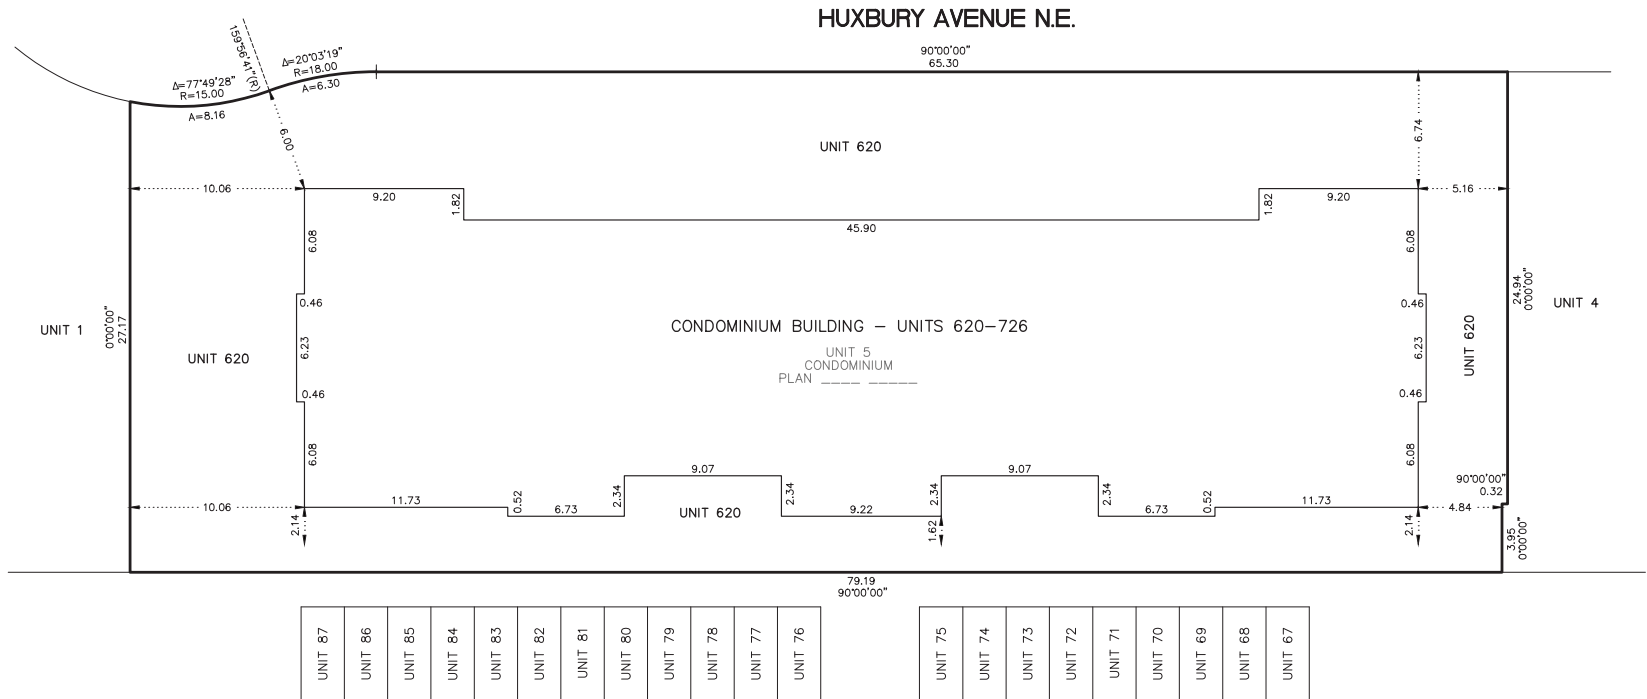 HUXBURY AVENUE N.E.
90°00'00"
65.30
159°56'41"(R)
Δ=20°03'19"
R=18.00
A=6.30
Δ=77°49'28"
R=15.00
A=8.16
6.00
6.74
UNIT 620
10.06
9.20
1.82
1.82
9.20
5.16
45.90
6.08
6.08
0.46
0.46
24.94
0°00'00"
UNIT 4
UNIT 1
0°00'00"
27.17
CONDOMINIUM BUILDING – UNITS 620–726
UNIT 5
CONDOMINIUM
PLAN ____ _____
UNIT 620
6.23
6.23
UNIT 620
0.46
0.46
6.08
6.08
9.07
9.07
90°00'00"
0.32
10.06
11.73
0.52
6.73
2.34
UNIT 620
2.34
9.22
2.34
2.34
6.73
0.52
11.73
4.84
2.14
1.62
2.14
3.95
0°00'00"
79.19
90°00'00"
UNIT 87
UNIT 86
UNIT 85
UNIT 84
UNIT 83
UNIT 82
UNIT 81
UNIT 80
UNIT 79
UNIT 78
UNIT 77
UNIT 76
UNIT 75
UNIT 74
UNIT 73
UNIT 72
UNIT 71
UNIT 70
UNIT 69
UNIT 68
UNIT 67